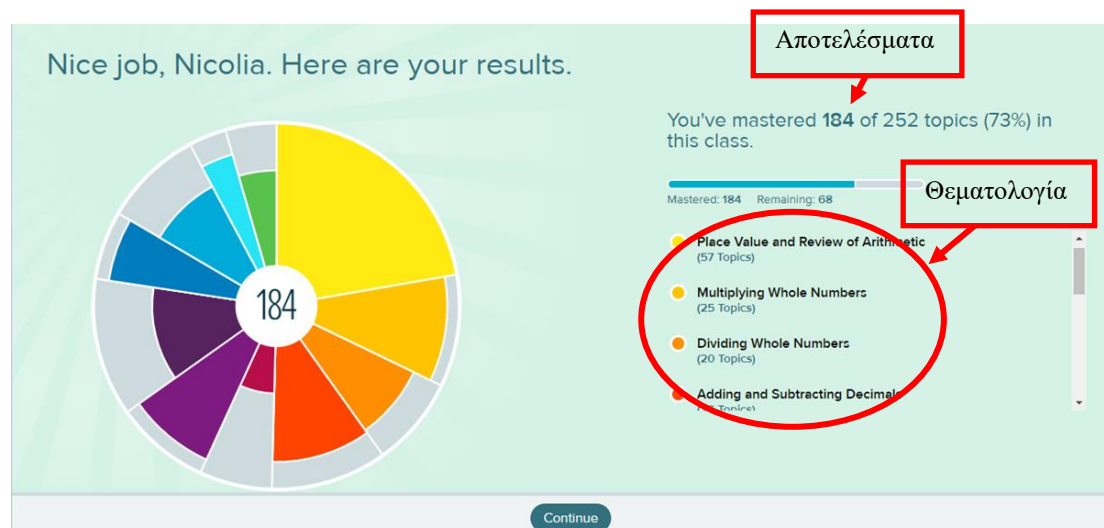 Αποτελέσματα
Nice job, Nicolia. Here are your results.
You've mastered 184 of 252 topics (73%) in
this class.
Θεματολογία
Mastered: 184 Remaining: 68
184
Place Value and Review of Arithmetic
(57 Topics)
Multiplying Whole Numbers
(25 Topics)
Dividing Whole Numbers
(20 Topics)
Adding and Subtracting Decimals
Topics)
Continue